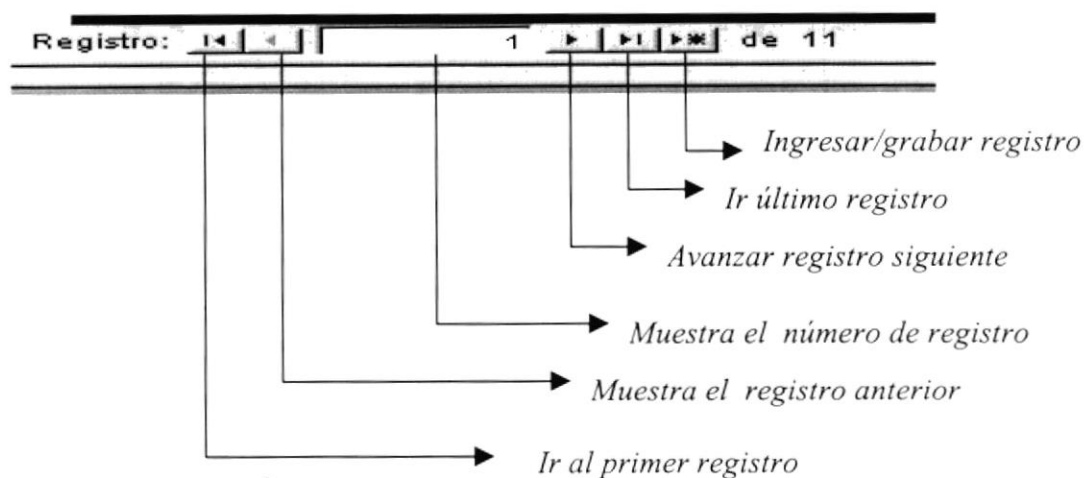 Registro: 1 de 11
Ingresar/grabar registro
Ir último registro
Avanzar registro siguiente
Muestra el número de registro
Muestra el registro anterior
Ir al primer registro